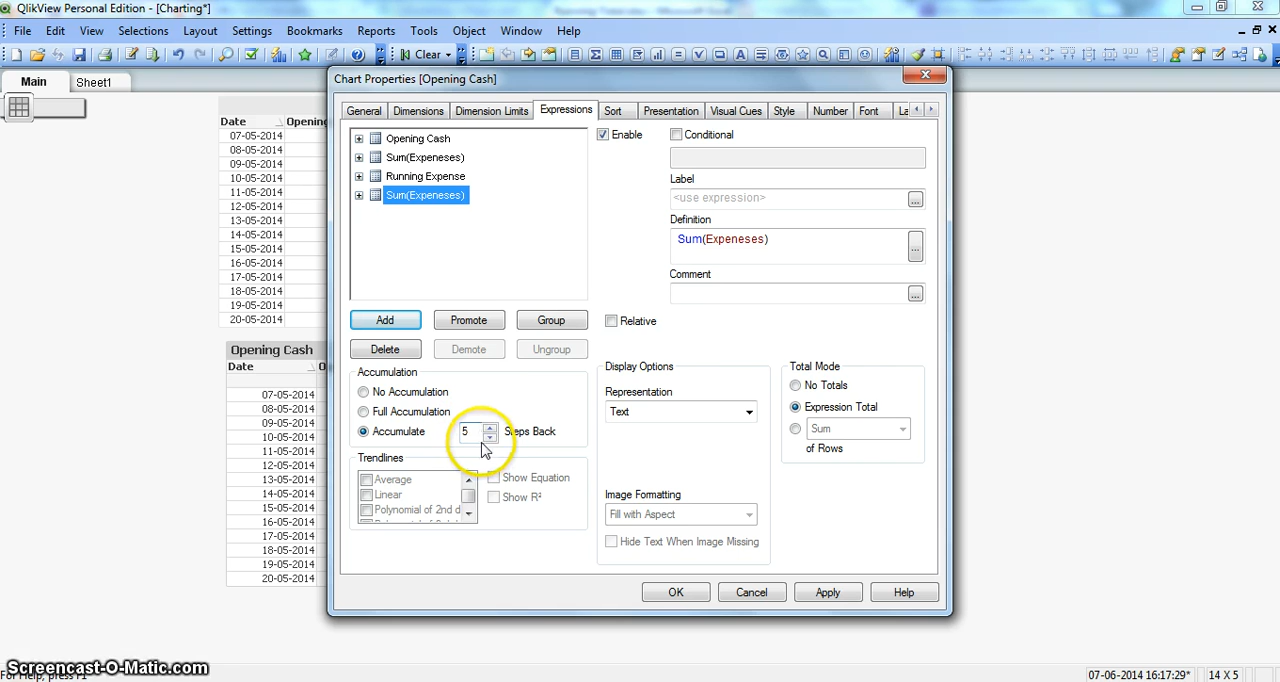 QlikView Personal Edition - [Charting*]
File Edit View Selections Layout Settings Bookmarks Reports Tools Object Window Help
Clear
Main Sheet1
Chart Properties [Opening Cash]
General Dimensions Dimension Limits Expressions Sort Presentation Visual Cues Style Number Font La
Date Opening
07-05-2014
08-05-2014
09-05-2014
10-05-2014
11-05-2014
12-05-2014
13-05-2014
14-05-2014
15-05-2014
16-05-2014
17-05-2014
18-05-2014
19-05-2014
20-05-2014
Opening Cash
Date O
07-05-2014
08-05-2014
09-05-2014
10-05-2014
11-05-2014
12-05-2014
13-05-2014
14-05-2014
15-05-2014
16-05-2014
17-05-2014
18-05-2014
19-05-2014
20-05-2014
Opening Cash
Sum(Expeneses)
Running Expense
Sum(Expeneses)
Enable
Conditional
Label
<use expression>
...
Definition
Sum(Expeneses)
...
Comment
...
Add Promote Group
Delete Demote Ungroup
Relative
Accumulation
No Accumulation
Full Accumulation
Accumulate 5 Steps Back
Trendlines
Average
Linear
Polynomial of 2nd d
Show Equation
Show R²
Display Options
Representation
Text
Image Formatting
Fill with Aspect
Hide Text When Image Missing
Total Mode
No Totals
Expression Total
Sum
of Rows
OK Cancel Apply Help
Screencast-O-Matic.com
For Help, press F1
07-06-2014 16:17:29* 14 X 5